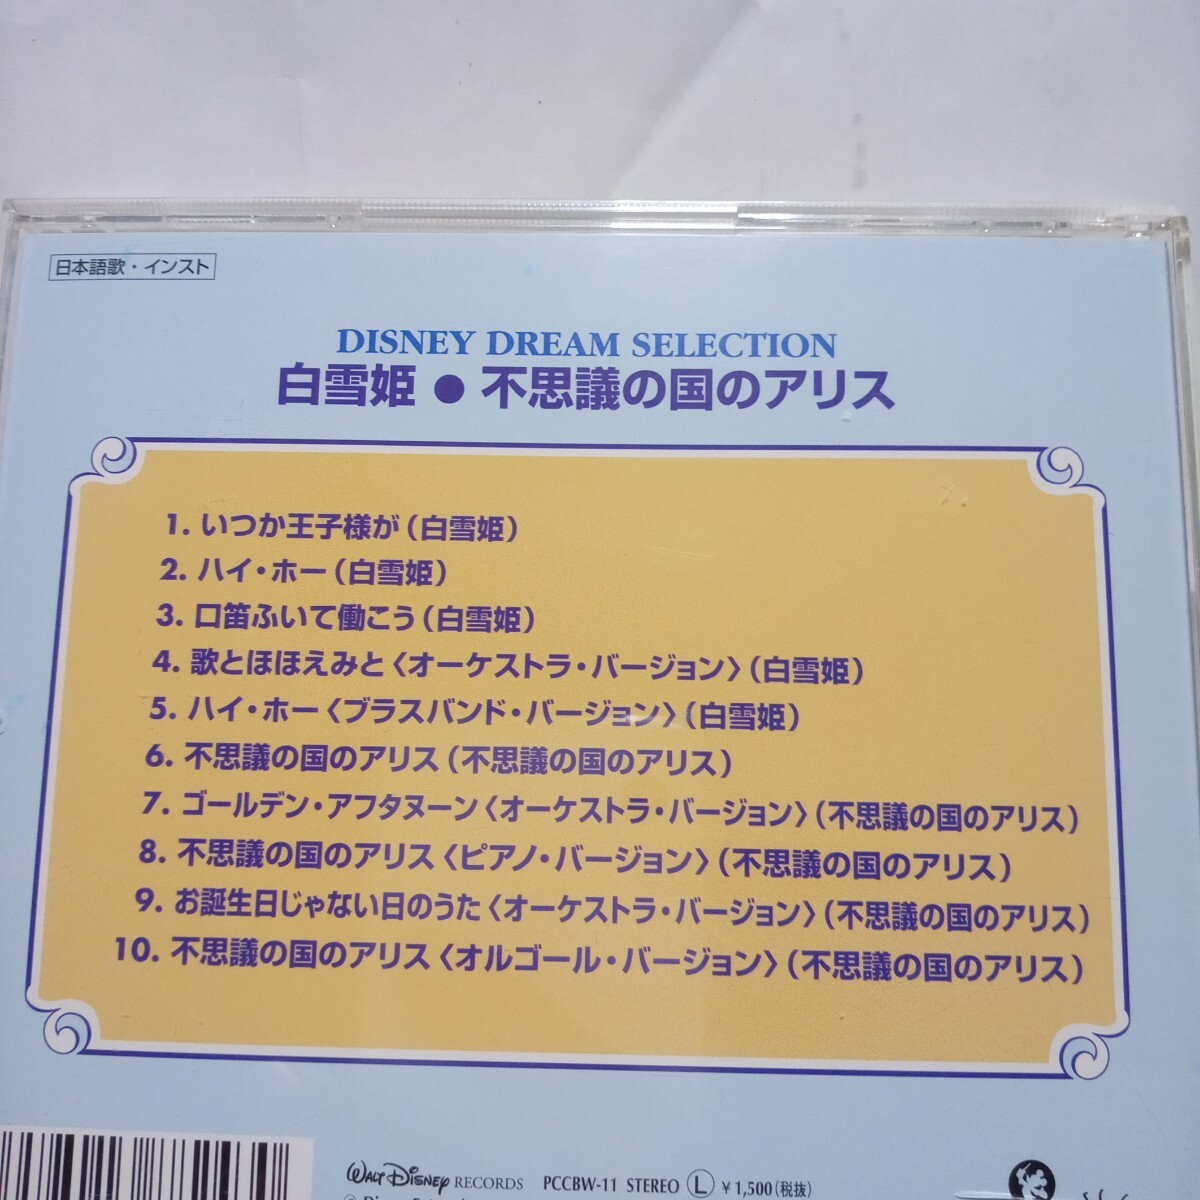 日本語歌・インスト
DISNEY DREAM SELECTION
白雪姫 ● 不思議の国のアリス
1. いつか王子様が(白雪姫)
2. ハイ・ホー(白雪姫)
3. 口笛ふいて働こう(白雪姫)
4. 歌とほほえみと〈オーケストラ・バージョン〉(白雪姫)
5. ハイ・ホー〈ブラスバンド・バージョン〉(白雪姫)
6. 不思議の国のアリス(不思議の国のアリス)
7. ゴールデン・アフタヌーン〈オーケストラ・バージョン〉(不思議の国のアリス)
8. 不思議の国のアリス〈ピアノ・バージョン〉(不思議の国のアリス)
9. お誕生日じゃない日のうた〈オーケストラ・バージョン〉(不思議の国のアリス)
10. 不思議の国のアリス〈オルゴール・バージョン〉(不思議の国のアリス)
WALT DISNEY RECORDS PCCBW-11 STEREO Ⓛ ¥1,500(税抜)